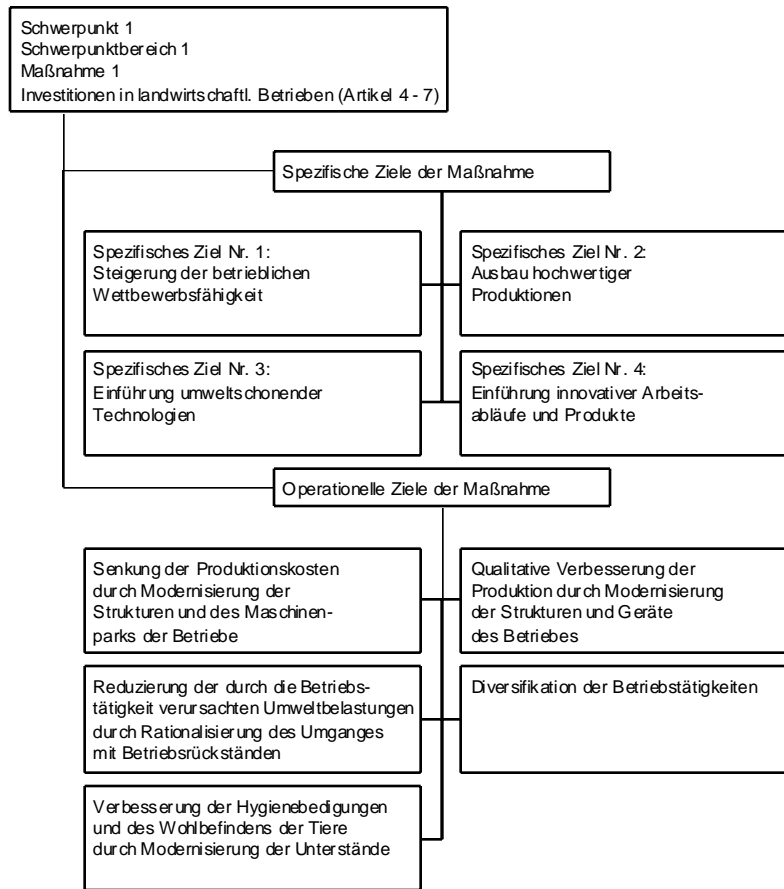 Schwerpunkt 1
Schwerpunktbereich 1
Maßnahme 1
Investitionen in landwirtschaftl. Betrieben (Artikel 4 - 7)
Spezifische Ziele der Maßnahme
Spezifisches Ziel Nr. 1:
Steigerung der betrieblichen
Wettbewerbsfähigkeit
Spezifisches Ziel Nr. 2:
Ausbau hochwertiger
Produktionen
Spezifisches Ziel Nr. 3:
Einführung umweltschonender
Technologien
Spezifisches Ziel Nr. 4:
Einführung innovativer Arbeits-
abläufe und Produkte
Operationelle Ziele der Maßnahme
Senkung der Produktionskosten
durch Modernisierung der
Strukturen und des Maschinen-
parks der Betriebe
Qualitative Verbesserung der
Produktion durch Modernisierung
der Strukturen und Geräte
des Betriebes
Reduzierung der durch die Betriebs-
tätigkeit verursachten Umweltbelastungen
durch Rationalisierung des Umganges
mit Betriebsrückständen
Diversifikation der Betriebstätigkeiten
Verbesserung der Hygienebedigungen
und des Wohlbefindens der Tiere
durch Modernisierung der Unterstände